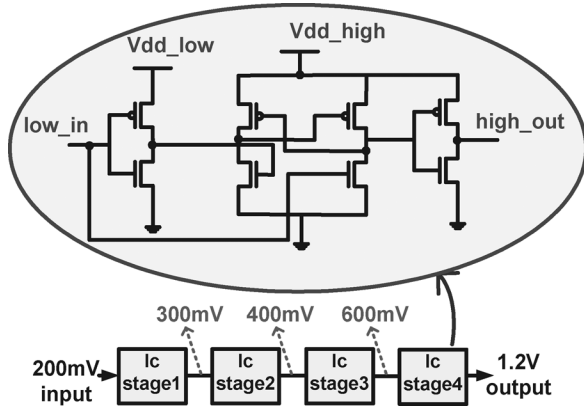 Vdd_low
Vdd_high
low_in
high_out
300mV
400mV
600mV
200mV
input
lc
stage1
lc
stage2
lc
stage3
lc
stage4
1.2V
output